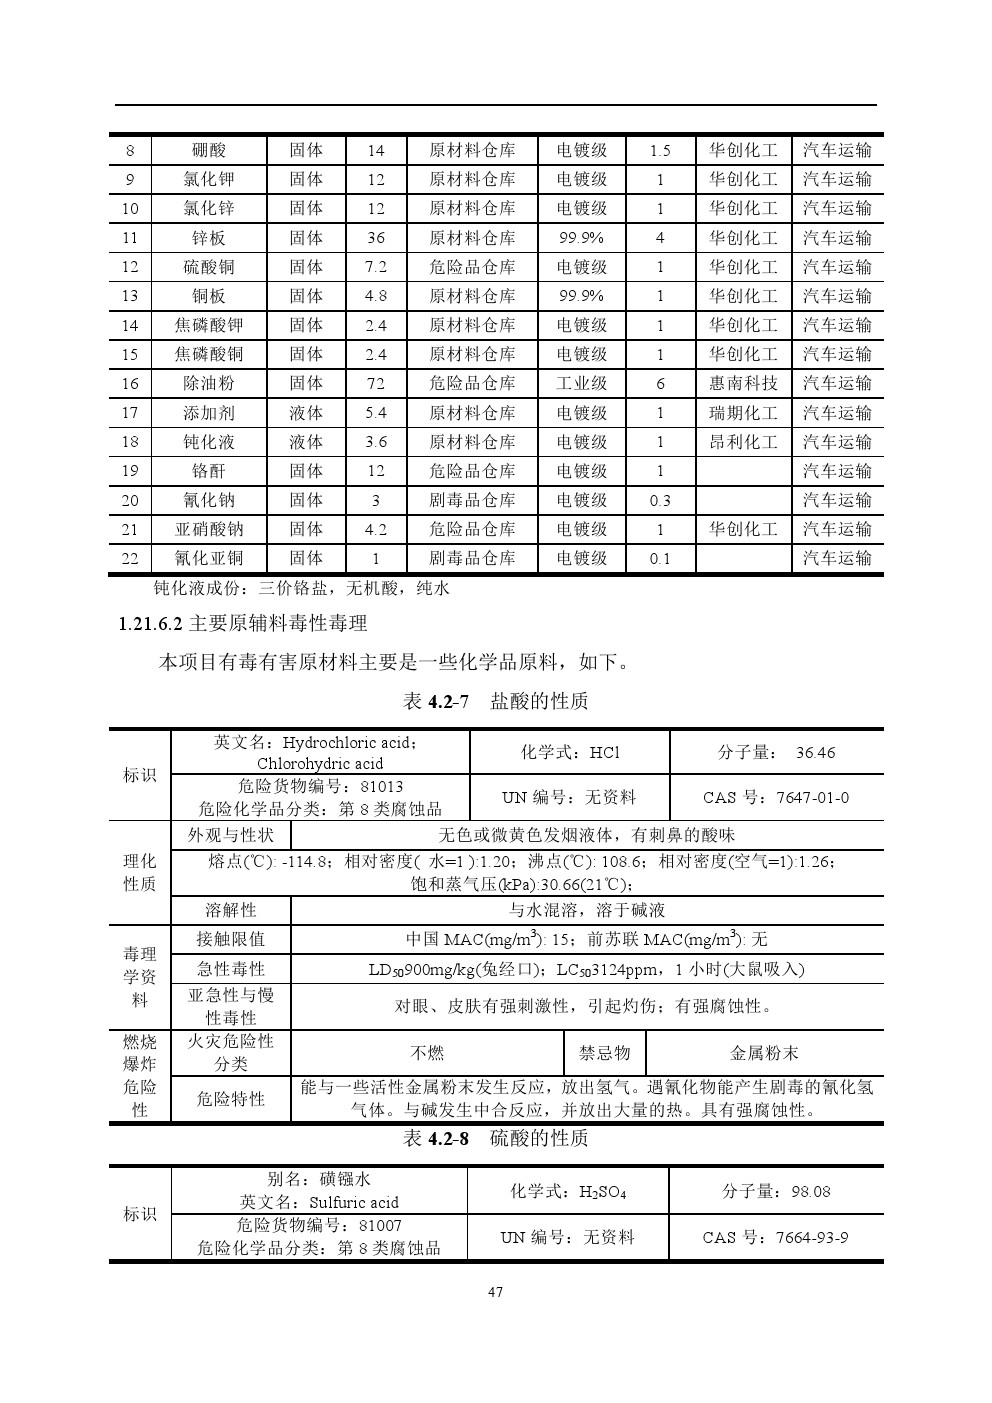 8 硼酸 固体 14 原材料仓库 电镀级 1.5 华创化工 汽车运输
9 氯化钾 固体 12 原材料仓库 电镀级 1 华创化工 汽车运输
10 氯化锌 固体 12 原材料仓库 电镀级 1 华创化工 汽车运输
11 锌板 固体 36 原材料仓库 99.9% 4 华创化工 汽车运输
12 硫酸铜 固体 7.2 危险品仓库 电镀级 1 华创化工 汽车运输
13 铜板 固体 4.8 原材料仓库 99.9% 1 华创化工 汽车运输
14 焦磷酸钾 固体 2.4 原材料仓库 电镀级 1 华创化工 汽车运输
15 焦磷酸铜 固体 2.4 原材料仓库 电镀级 1 华创化工 汽车运输
16 除油粉 固体 72 危险品仓库 工业级 6 惠南科技 汽车运输
17 添加剂 液体 5.4 原材料仓库 电镀级 1 瑞期化工 汽车运输
18 钝化液 液体 3.6 原材料仓库 电镀级 1 昂利化工 汽车运输
19 铬酐 固体 12 危险品仓库 电镀级 1 汽车运输
20 氰化钠 固体 3 剧毒品仓库 电镀级 0.3 汽车运输
21 亚硝酸钠 固体 4.2 危险品仓库 电镀级 1 华创化工 汽车运输
22 氰化亚铜 固体 1 剧毒品仓库 电镀级 0.1 汽车运输
钝化液成份：三价铬盐，无机酸，纯水
1.21.6.2 主要原辅料毒性毒理
本项目有毒有害原材料主要是一些化学品原料，如下。
表 4.2-7 盐酸的性质
标识
英文名：Hydrochloric acid；
Chlorohydric acid
化学式：HCl
分子量： 36.46
危险货物编号：81013
危险化学品分类：第 8 类腐蚀品
UN 编号：无资料
CAS 号：7647-01-0
理化
性质
外观与性状 无色或微黄色发烟液体，有刺鼻的酸味
熔点(℃): -114.8；相对密度( 水=1 ):1.20；沸点(℃): 108.6；相对密度(空气=1):1.26；
饱和蒸气压(kPa):30.66(21℃)；
溶解性 与水混溶，溶于碱液
毒理
学资
料
接触限值 中国 MAC(mg/m³): 15；前苏联 MAC(mg/m³): 无
急性毒性 LD₅₀900mg/kg(兔经口)；LC₅₀3124ppm，1 小时(大鼠吸入)
亚急性与慢
性毒性
对眼、皮肤有强刺激性，引起灼伤；有强腐蚀性。
燃烧
爆炸
危险
性
火灾危险性
分类
不燃 禁忌物 金属粉末
危险特性
能与一些活性金属粉末发生反应，放出氢气。遇氰化物能产生剧毒的氰化氢
气体。与碱发生中合反应，并放出大量的热。具有强腐蚀性。
表 4.2-8 硫酸的性质
标识
别名：磺镪水
英文名：Sulfuric acid
化学式：H₂SO₄
分子量：98.08
危险货物编号：81007
危险化学品分类：第 8 类腐蚀品
UN 编号：无资料
CAS 号：7664-93-9
47